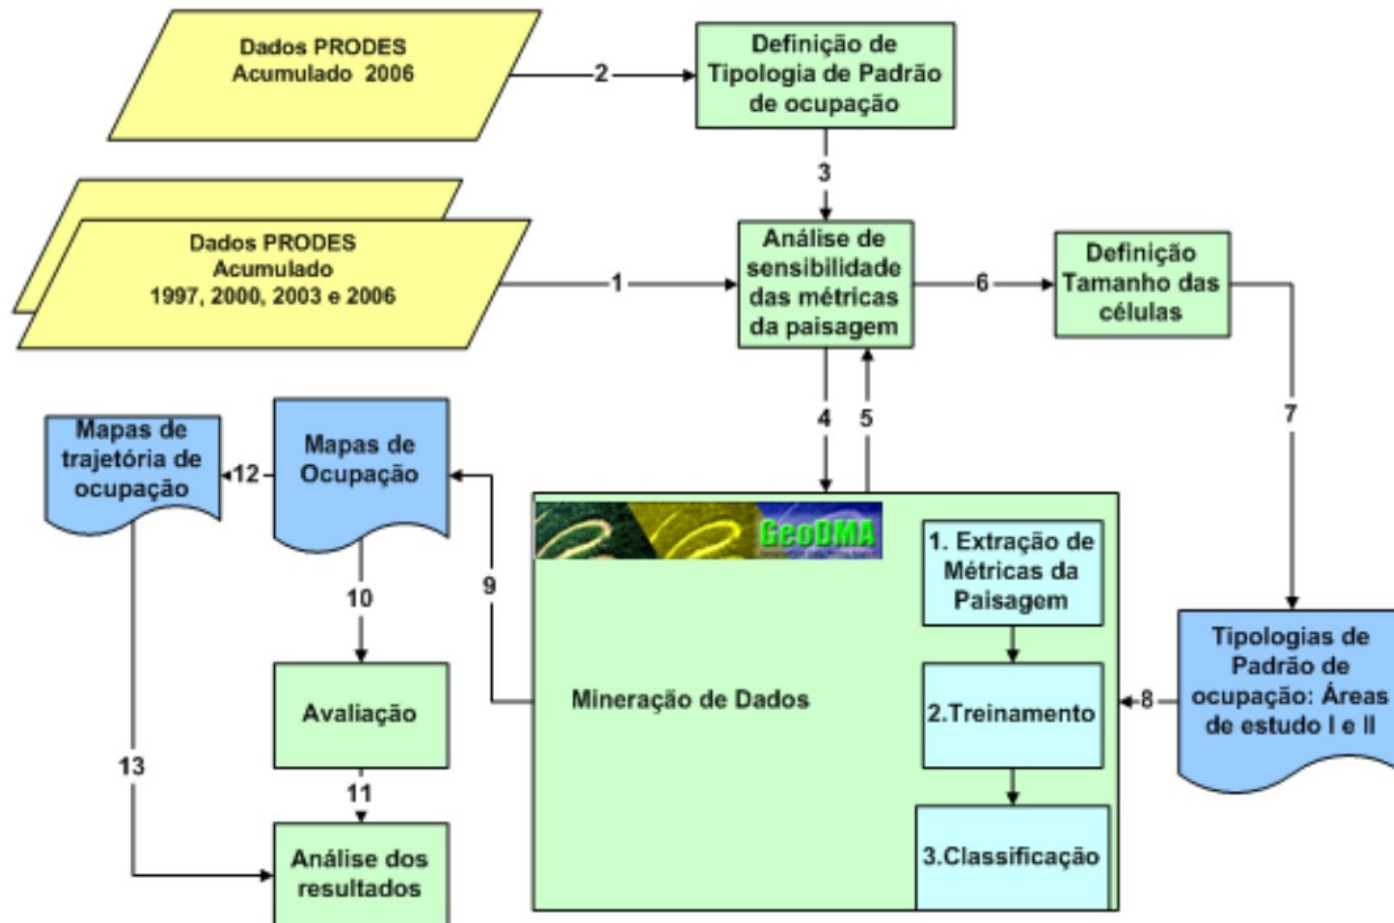 Dados PRODES
Acumulado 2006
2
Definição de
Tipologia de Padrão
de ocupação
3
Dados PRODES
Acumulado
1997, 2000, 2003 e 2006
1
Análise de
sensibilidade
das métricas
da paisagem
6
Definição
Tamanho das
células
4
5
7
Mapas de
trajetória de
ocupação
12
Mapas de
Ocupação
9
GeoDMA
1. Extração de
Métricas da
Paisagem
10
Tipologias de
Padrão de
ocupação: Áreas
de estudo I e II
8
Mineração de Dados
2.Treinamento
Avaliação
13
11
3.Classificação
Análise dos
resultados